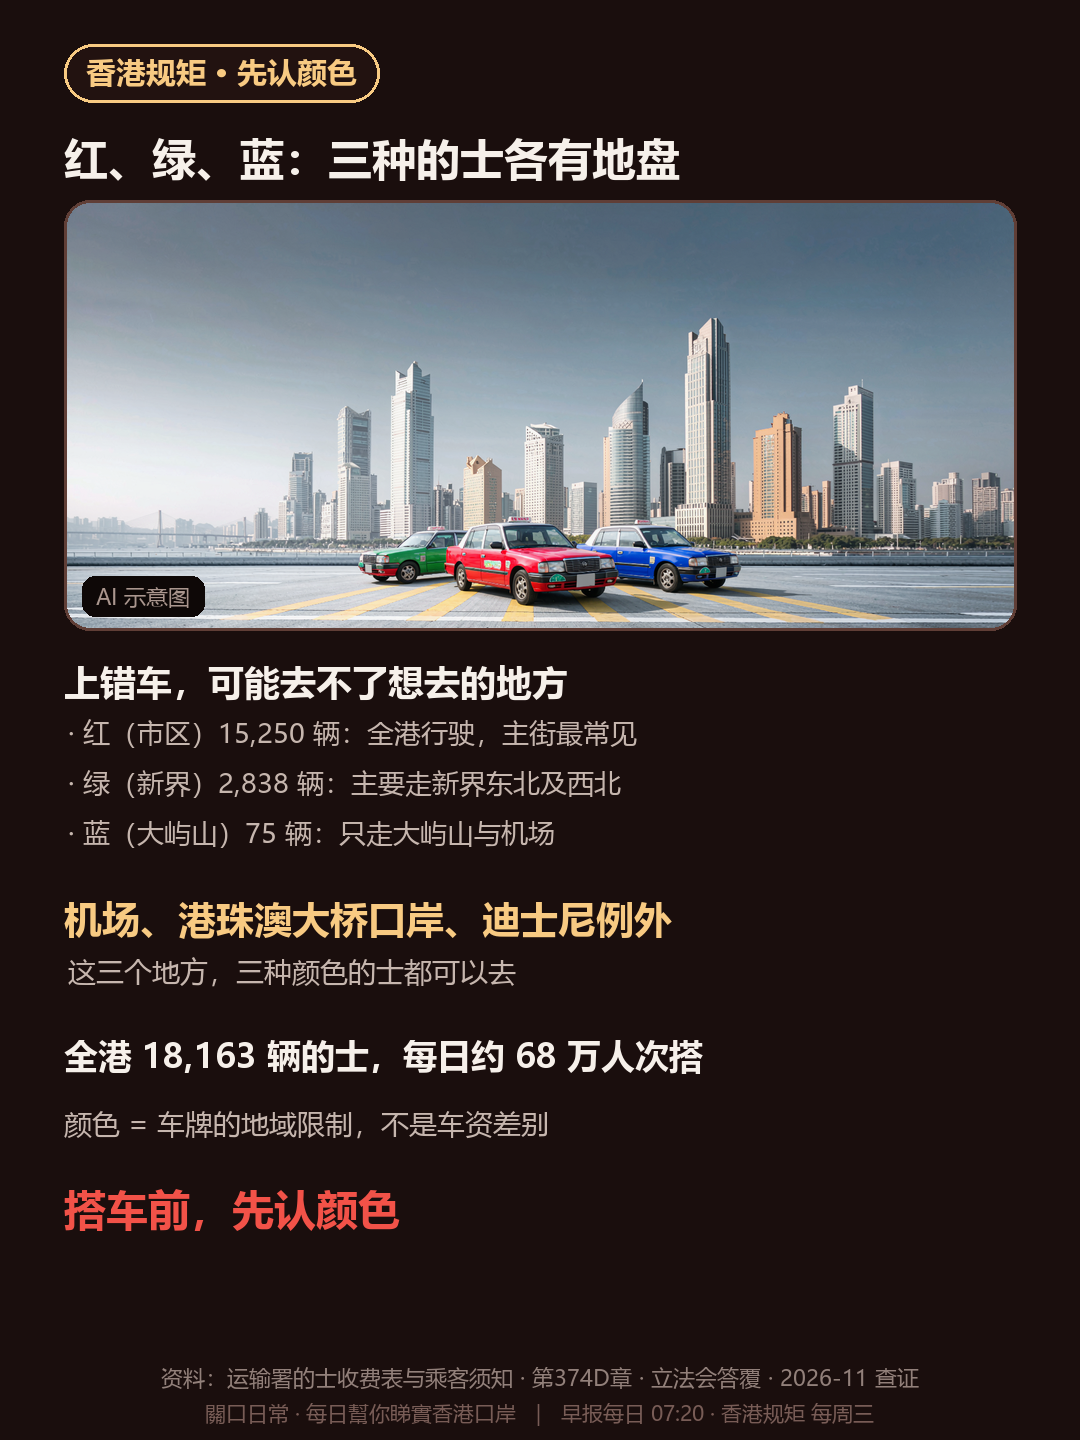 香港规矩·先认颜色
红、绿、蓝：三种的士各有地盘
AI 示意图
上错车，可能去不了想去的地方
· 红（市区）15,250 辆：全港行驶，主街最常见
· 绿（新界）2,838 辆：主要走新界东北及西北
· 蓝（大屿山）75 辆：只走大屿山与机场
机场、港珠澳大桥口岸、迪士尼例外
这三个地方，三种颜色的士都可以去
全港 18,163 辆的士，每日约 68 万人次搭
颜色 = 车牌的地域限制，不是车资差别
搭车前，先认颜色
资料：运输署的士收费表与乘客须知 · 第374D章 · 立法会答覆 · 2026-11 查证
關口日常 · 每日幫你睇實香港口岸 | 早报每日 07:20 · 香港规矩 每周三